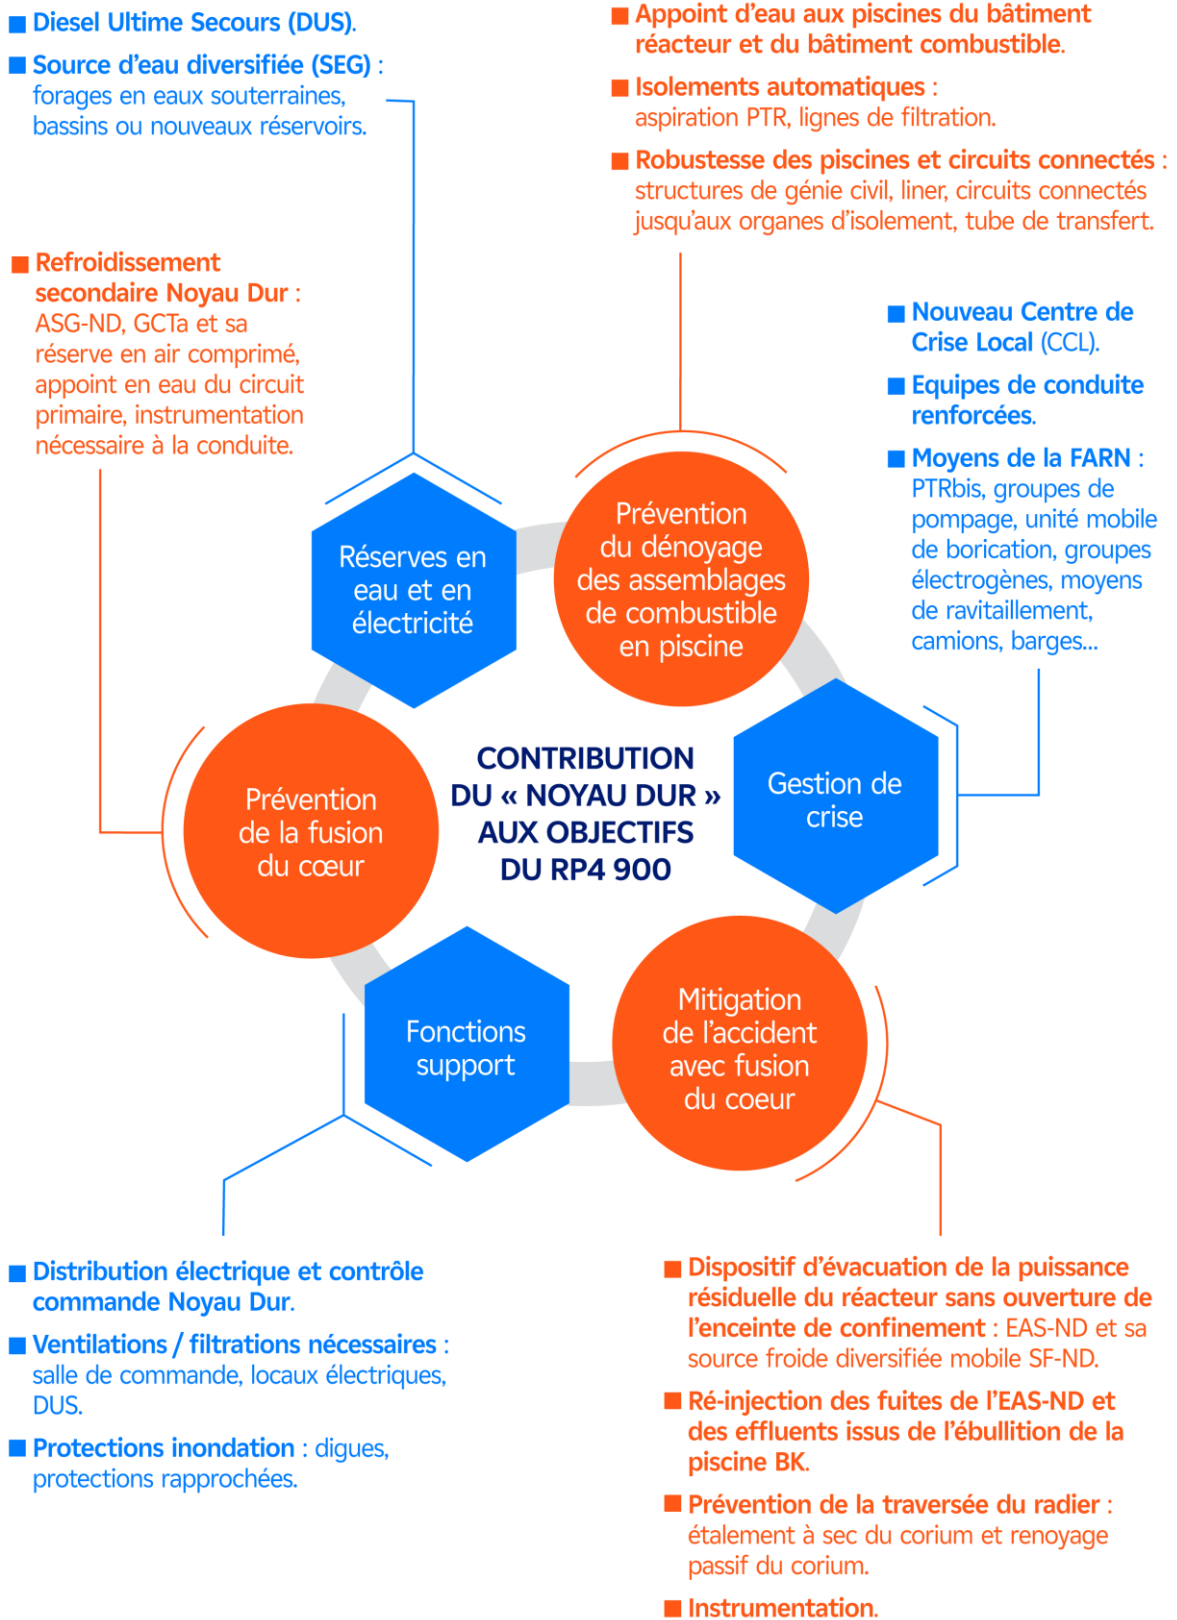 ■ Diesel Ultime Secours (DUS).
■ Source d’eau diversifiée (SEG) :
forages en eaux souterraines,
bassins ou nouveaux réservoirs.
■ Appoint d’eau aux piscines du bâtiment
réacteur et du bâtiment combustible.
■ Isolements automatiques :
aspiration PTR, lignes de filtration.
■ Robustesse des piscines et circuits connectés :
structures de génie civil, liner, circuits connectés
jusqu’aux organes d’isolement, tube de transfert.
■ Refroidissement
secondaire Noyau Dur :
ASG-ND, GCTa et sa
réserve en air comprimé,
appoint en eau du circuit
primaire, instrumentation
nécessaire à la conduite.
■ Nouveau Centre de
Crise Local (CCL).
■ Equipes de conduite
renforcées.
■ Moyens de la FARN :
PTRbis, groupes de
pompage, unité mobile
de borication, groupes
électrogènes, moyens
de ravitaillement,
camions, barges...
Réserves en
eau et en
électricité
Prévention
du dénoyage
des assemblages
de combustible
en piscine
Prévention
de la fusion
du cœur
CONTRIBUTION
DU « NOYAU DUR »
AUX OBJECTIFS
DU RP4 900
Gestion de
crise
Fonctions
support
Mitigation
de l’accident
avec fusion
du coeur
■ Distribution électrique et contrôle
commande Noyau Dur.
■ Ventilations / filtrations nécessaires :
salle de commande, locaux électriques,
DUS.
■ Protections inondation : digues,
protections rapprochées.
■ Dispositif d’évacuation de la puissance
résiduelle du réacteur sans ouverture de
l’enceinte de confinement : EAS-ND et sa
source froide diversifiée mobile SF-ND.
■ Ré-injection des fuites de l’EAS-ND et
des effluents issus de l’ébullition de la
piscine BK.
■ Prévention de la traversée du radier :
étalement à sec du corium et renoyage
passif du corium.
■ Instrumentation.